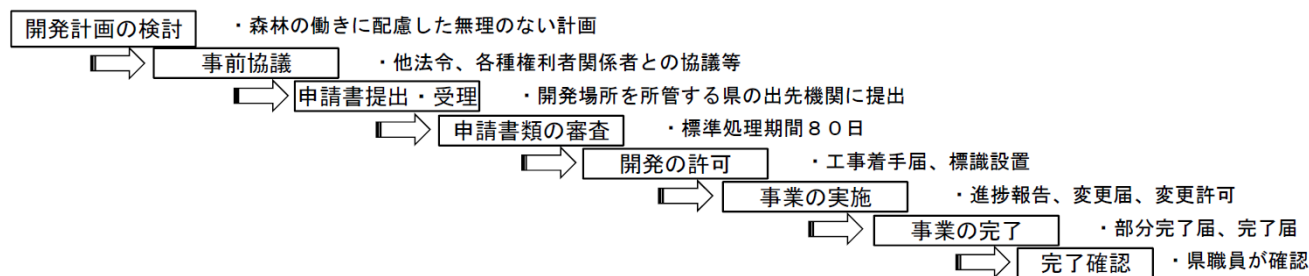 開発計画の検討 ・森林の働きに配慮した無理のない計画
事前協議 ・他法令、各種権利者関係者との協議等
申請書提出・受理 ・開発場所を所管する県の出先機関に提出
申請書類の審査 ・標準処理期間80日
開発の許可 ・工事着手届、標識設置
事業の実施 ・進捗報告、変更届、変更許可
事業の完了 ・部分完了届、完了届
完了確認 ・県職員が確認